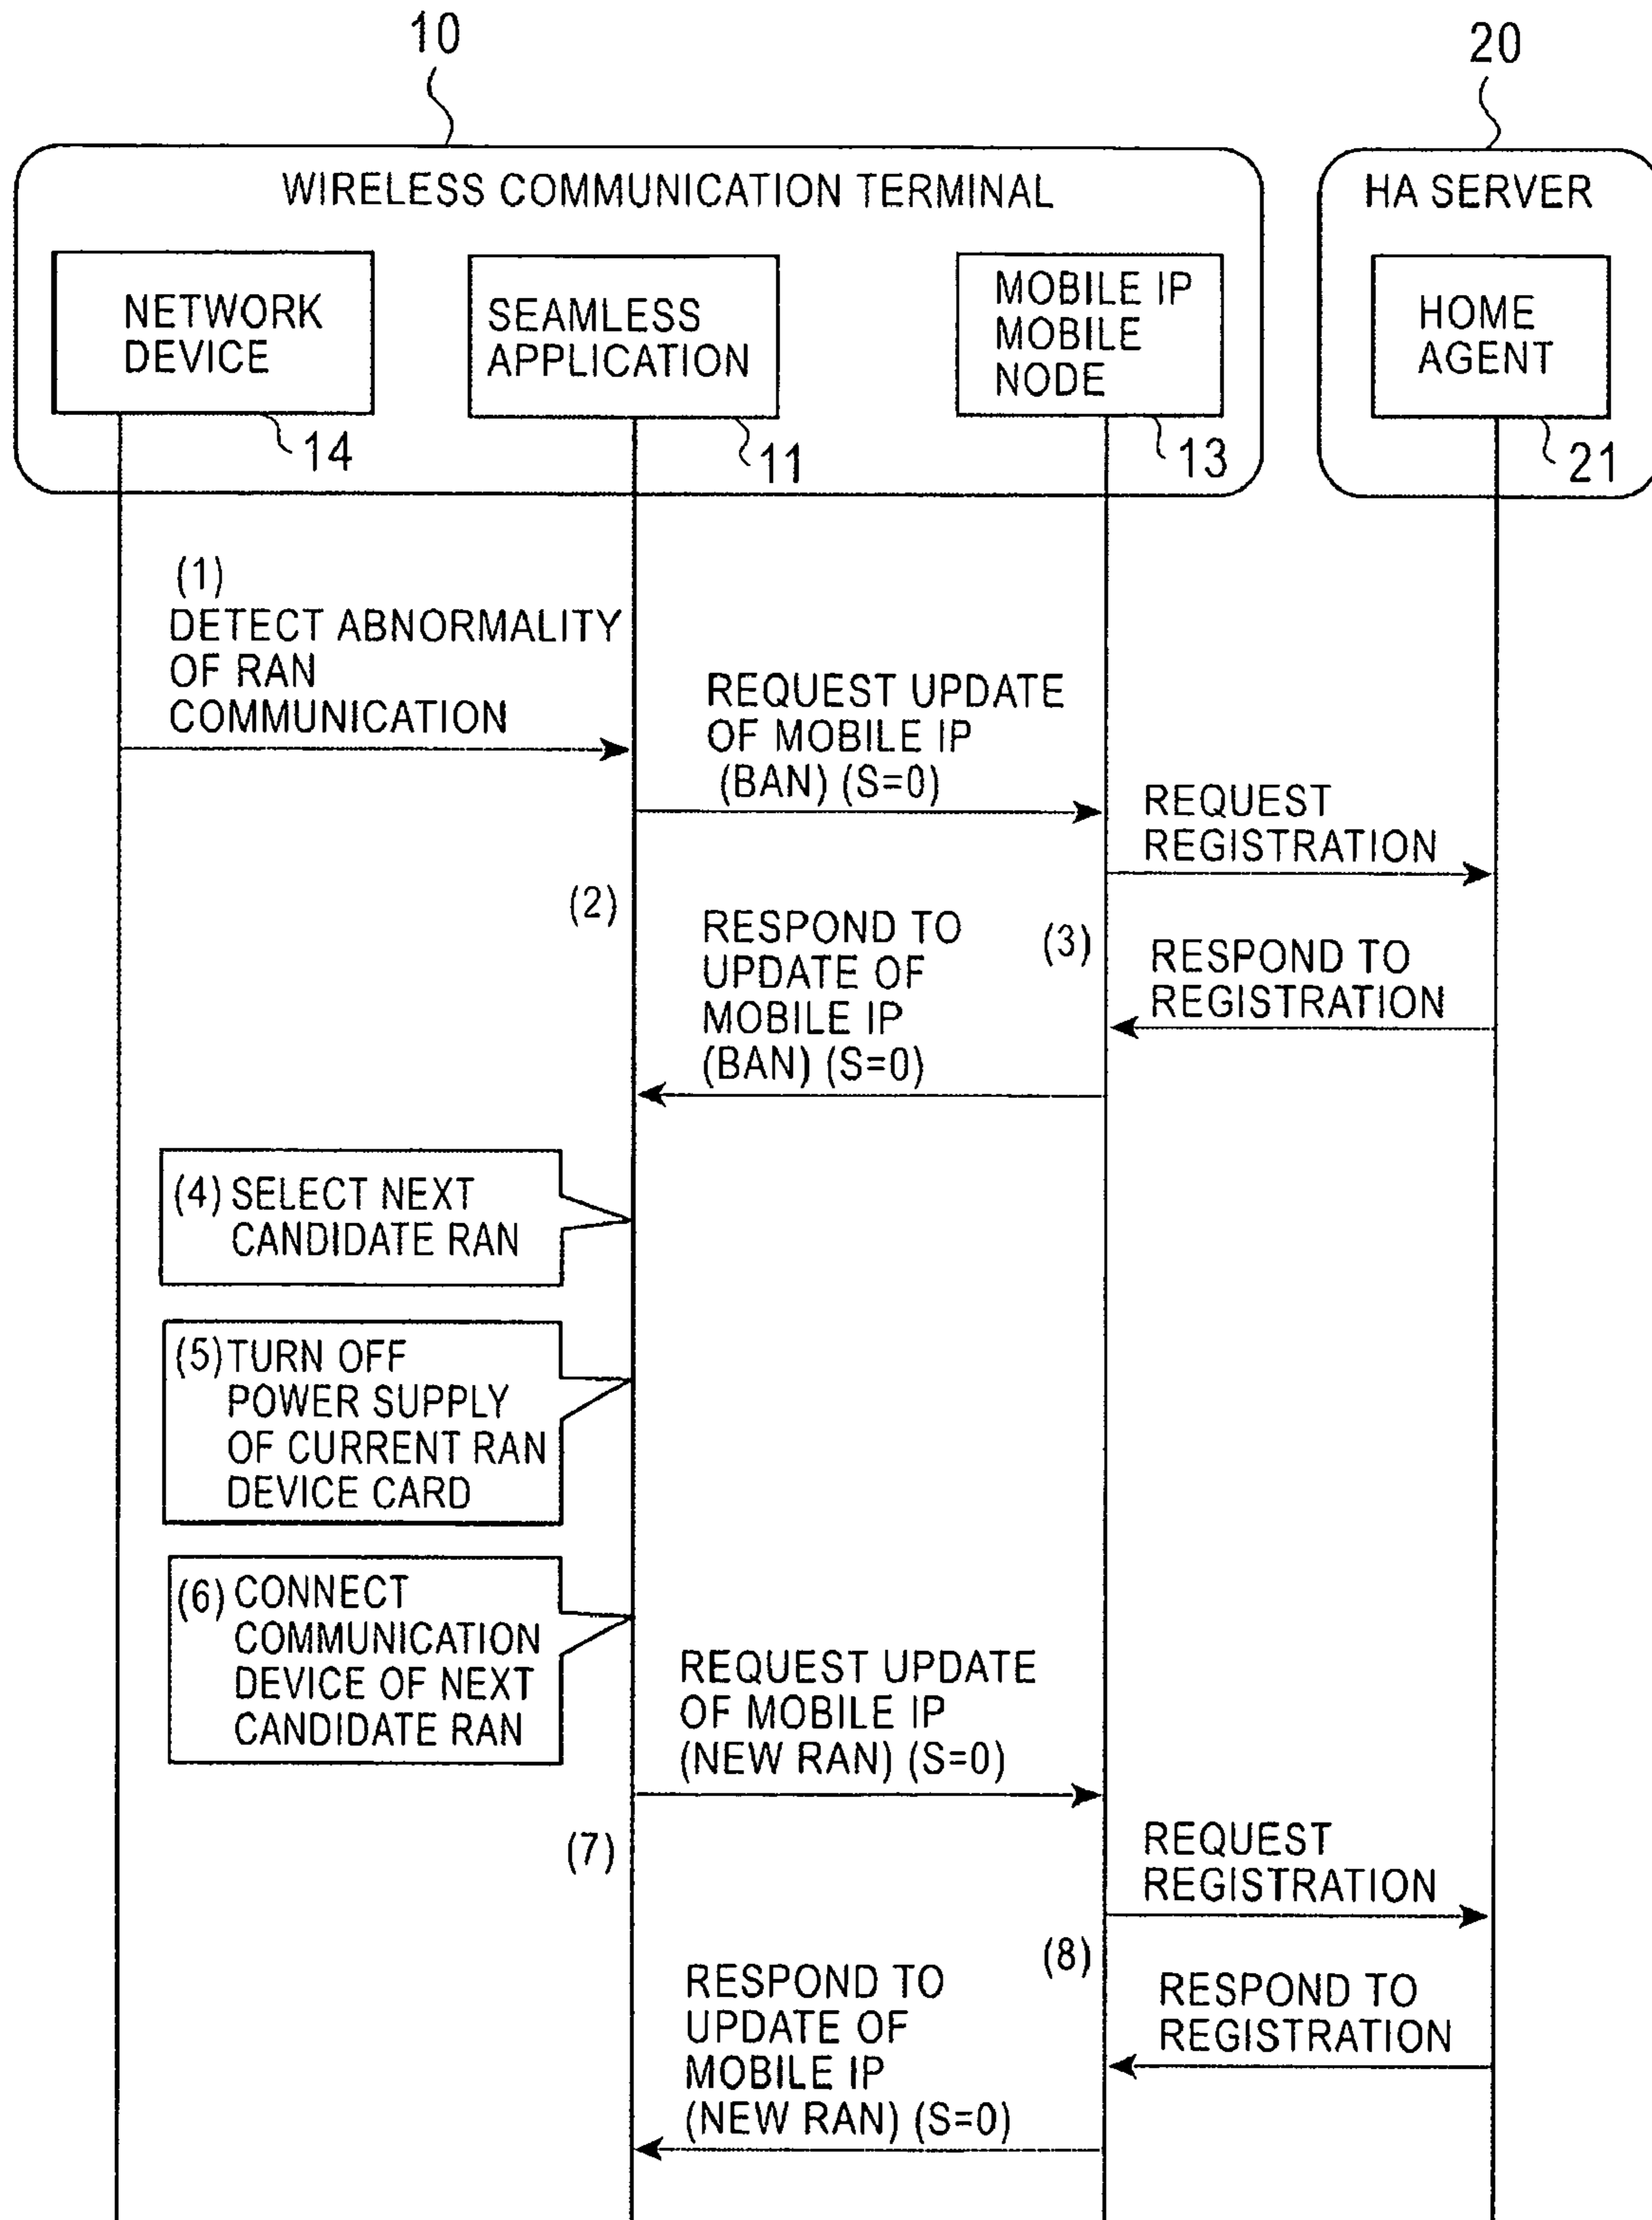 10
20
WIRELESS COMMUNICATION TERMINAL
HA SERVER
NETWORK
DEVICE
14
SEAMLESS
APPLICATION
11
MOBILE IP
MOBILE
NODE
13
HOME
AGENT
21
(1)
DETECT ABNORMALITY
OF RAN
COMMUNICATION
REQUEST UPDATE
OF MOBILE IP
(BAN) (S=0)
REQUEST
REGISTRATION
(2)
RESPOND TO
UPDATE OF
MOBILE IP
(BAN) (S=0)
(3)
RESPOND TO
REGISTRATION
(4) SELECT NEXT
CANDIDATE RAN
(5) TURN OFF
POWER SUPPLY
OF CURRENT RAN
DEVICE CARD
(6) CONNECT
COMMUNICATION
DEVICE OF NEXT
CANDIDATE RAN
REQUEST UPDATE
OF MOBILE IP
(NEW RAN) (S=0)
(7)
REQUEST
REGISTRATION
(8)
RESPOND TO
UPDATE OF
MOBILE IP
(NEW RAN) (S=0)
RESPOND TO
REGISTRATION